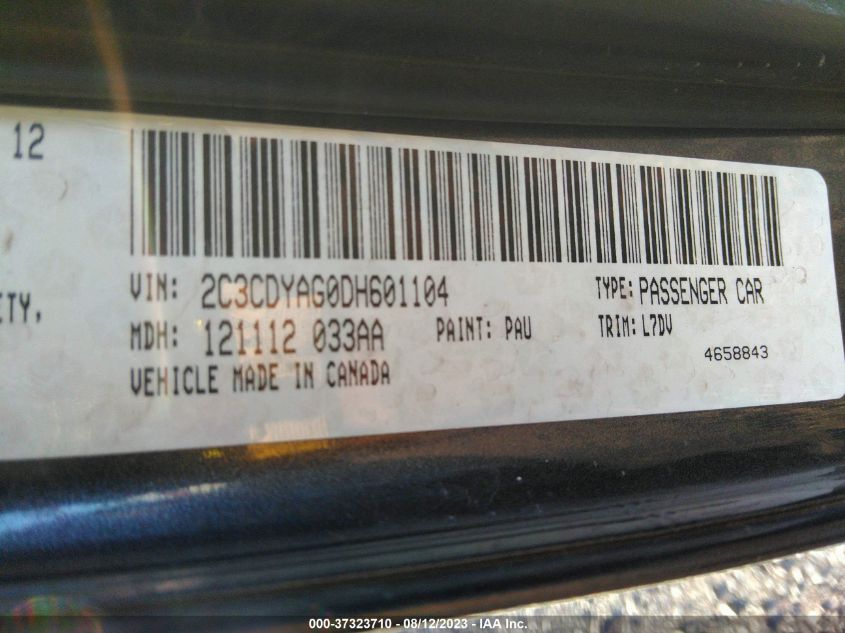 12
VIN: 2C3CDYAG0DH601104 TYPE: PASSENGER CAR
ETY,
MDH: 121112 033AA PAINT: PAU TRIM: L7DV
4658843
VEHICLE MADE IN CANADA
000-37323710 - 08/12/2023 - IAA Inc.